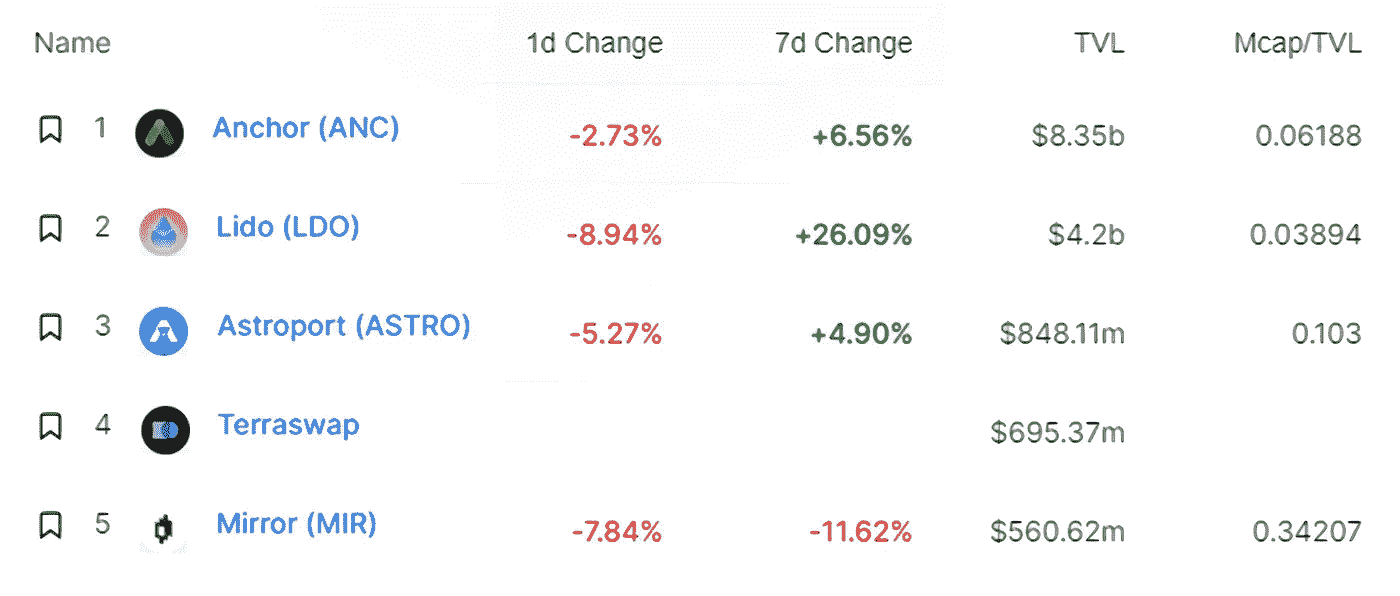 Name 1d Change 7d Change TVL Mcap/TVL
1 Anchor (ANC) -2.73% +6.56% $8.35b 0.06188
2 Lido (LDO) -8.94% +26.09% $4.2b 0.03894
3 Astroport (ASTRO) -5.27% +4.90% $848.11m 0.103
4 Terraswap $695.37m
5 Mirror (MIR) -7.84% -11.62% $560.62m 0.34207